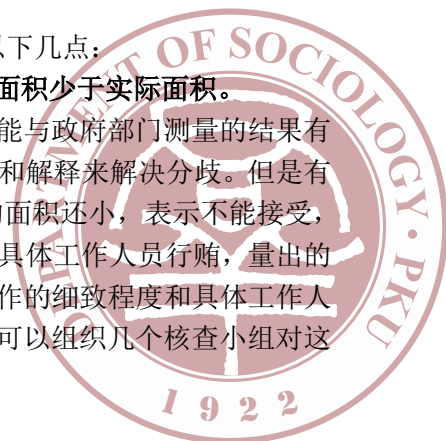 以下几点：
面积少于实际面积。
能与政府部门测量的结果有
和解释来解决分歧。但是有
面积还小，表示不能接受，
具体工作人员行贿，量出的
作的细致程度和具体工作人
可以组织几个核查小组对这
DEPARTMENT OF SOCIOLOGY · PKU
1922